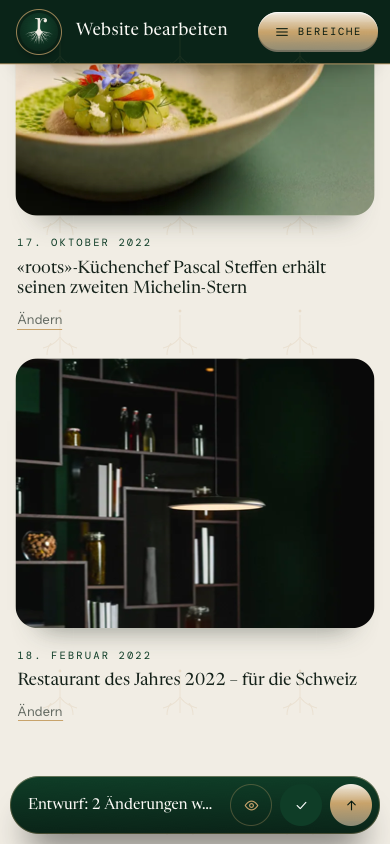 r
Website bearbeiten
BEREICHE
17. OKTOBER 2022
«roots»-Küchenchef Pascal Steffen erhält
seinen zweiten Michelin-Stern
Ändern
18. FEBRUAR 2022
Restaurant des Jahres 2022 – für die Schweiz
Ändern
Entwurf: 2 Änderungen w...